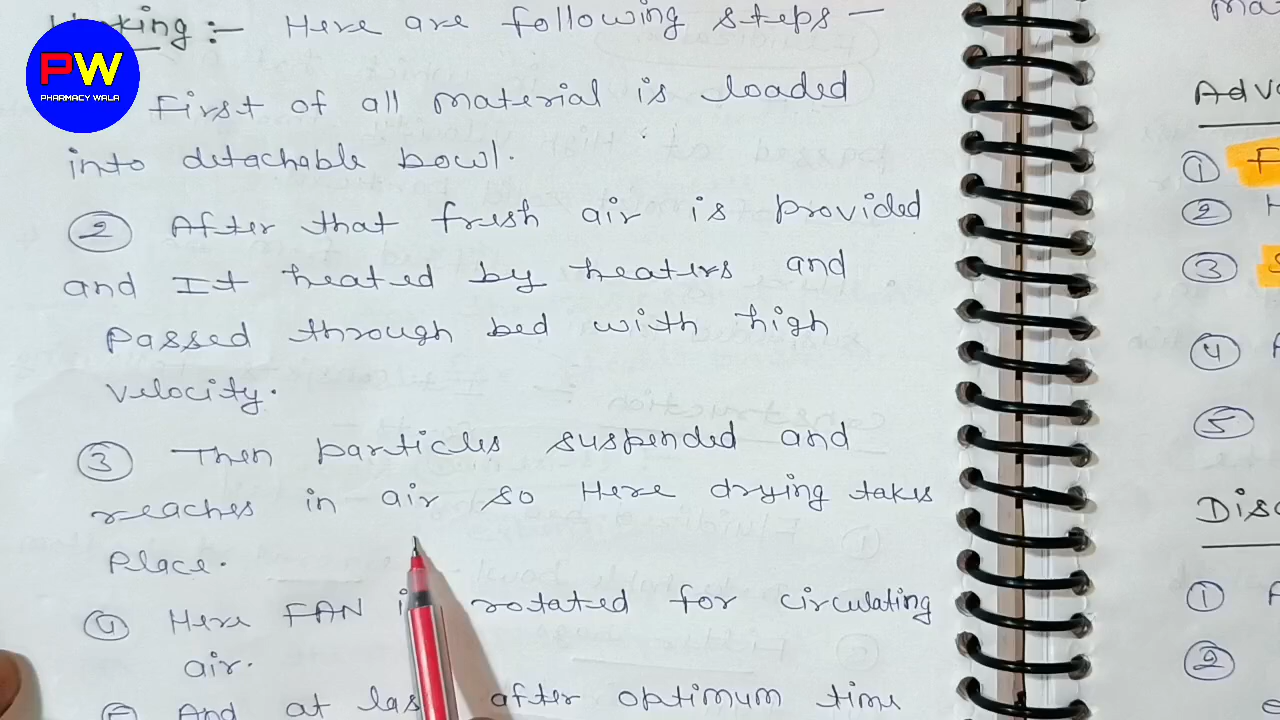 Working :- Here are following steps -
PW
PHARMACY WALA
First of all material is loaded
into detachable bowl.
② After that fresh air is provided
and It heated by heaters and
Passed through bed with high
velocity.
③ Then particles suspended and
reaches in air so Here drying takes
Place.
④ Here FAN is rotated for circulating
air.
⑤ And at last after optimum time
Adv
①
②
③
④
⑤
Disa
①
②